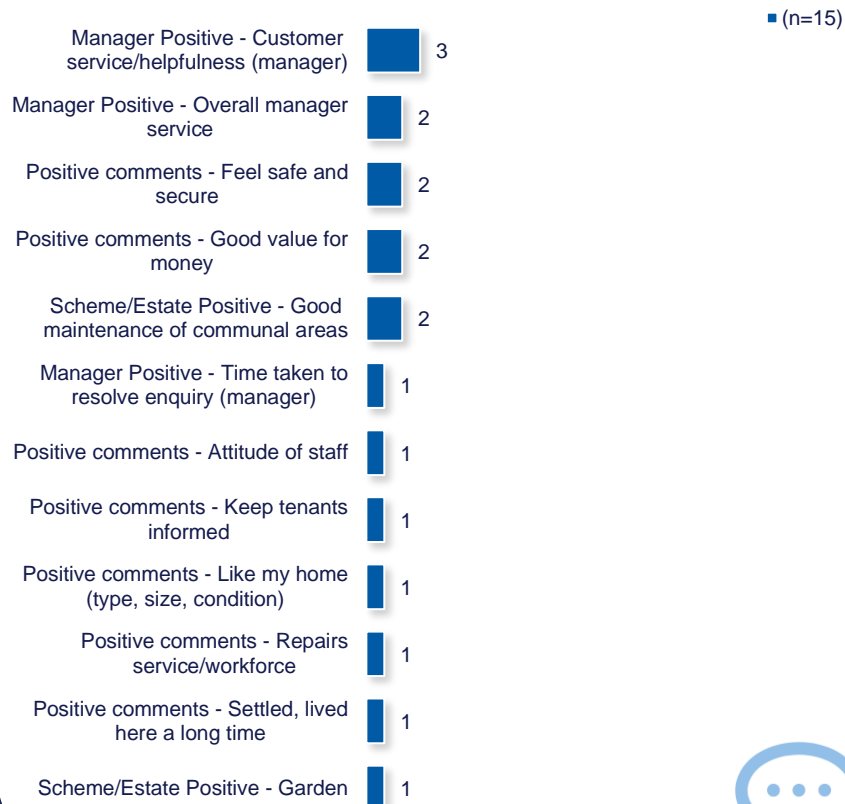 (n=15)
Manager Positive - Customer
service/helpfulness (manager)
3
Manager Positive - Overall manager
service
2
Positive comments - Feel safe and
secure
2
Positive comments - Good value for
money
2
Scheme/Estate Positive - Good
maintenance of communal areas
2
Manager Positive - Time taken to
resolve enquiry (manager)
1
Positive comments - Attitude of staff
1
Positive comments - Keep tenants
informed
1
Positive comments - Like my home
(type, size, condition)
1
Positive comments - Repairs
service/workforce
1
Positive comments - Settled, lived
here a long time
1
Scheme/Estate Positive - Garden
1